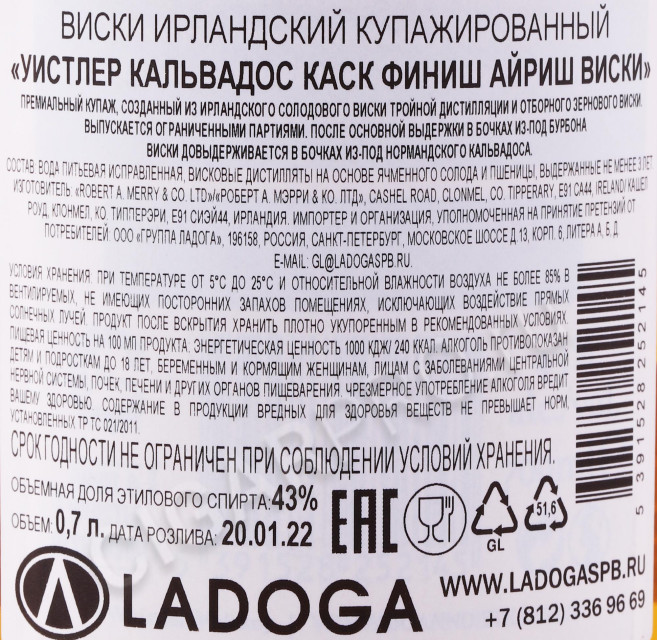 ВИСКИ ИРЛАНДСКИЙ КУПАЖИРОВАННЫЙ
«УИСТЛЕР КАЛЬВАДОС КАСК ФИНИШ АЙРИШ ВИСКИ»
ПРЕМИАЛЬНЫЙ КУПАЖ, СОЗДАННЫЙ ИЗ ИРЛАНДСКОГО СОЛОДОВОГО ВИСКИ ТРОЙНОЙ ДИСТИЛЛЯЦИИ И ОТБОРНОГО ЗЕРНОВОГО ВИСКИ.
ВЫПУСКАЕТСЯ ОГРАНИЧЕННЫМИ ПАРТИЯМИ. ПОСЛЕ ОСНОВНОЙ ВЫДЕРЖКИ В БОЧКАХ ИЗ-ПОД БУРБОНА
ВИСКИ ДОВЫДЕРЖИВАЕТСЯ В БОЧКАХ ИЗ-ПОД НОРМАНДСКОГО КАЛЬВАДОСА.
СОСТАВ: ВОДА ПИТЬЕВАЯ ИСПРАВЛЕННАЯ, ВИСКОВЫЕ ДИСТИЛЛЯТЫ НА ОСНОВЕ ЯЧМЕННОГО СОЛОДА И ПШЕНИЦЫ, ВЫДЕРЖАННЫЕ НЕ МЕНЕЕ 3 ЛЕТ
ИЗГОТОВИТЕЛЬ: «ROBERT A. MERRY & CO. LTD»/«РОБЕРТ А. МЭРРИ & КО. ЛТД», CASHEL ROAD, CLONMEL, CO. TIPPERARY, E91 CA44, IRELAND/ КАШЕЛ
РОУД, КЛОНМЕЛ, КО. ТИППЕРЭРИ, Е91 СИЭЙ44, ИРЛАНДИЯ. ИМПОРТЕР И ОРГАНИЗАЦИЯ, УПОЛНОМОЧЕННАЯ НА ПРИНЯТИЕ ПРЕТЕНЗИЙ ОТ
ПОТРЕБИТЕЛЕЙ: ООО «ГРУППА ЛАДОГА», 196158, РОССИЯ, САНКТ-ПЕТЕРБУРГ, МОСКОВСКОЕ ШОССЕ Д.13, КОРП. 6, ЛИТЕРА А, Б, Д.
E-MAIL: GL@LADOGASPB.RU.
УСЛОВИЯ ХРАНЕНИЯ: ПРИ ТЕМПЕРАТУРЕ ОТ 5°С ДО 25°С И ОТНОСИТЕЛЬНОЙ ВЛАЖНОСТИ ВОЗДУХА НЕ БОЛЕЕ 85% В
ВЕНТИЛИРУЕМЫХ, НЕ ИМЕЮЩИХ ПОСТОРОННИХ ЗАПАХОВ ПОМЕЩЕНИЯХ, ИСКЛЮЧАЮЩИХ ВОЗДЕЙСТВИЕ ПРЯМЫХ
СОЛНЕЧНЫХ ЛУЧЕЙ. ПРОДУКТ ПОСЛЕ ВСКРЫТИЯ ХРАНИТЬ ПЛОТНО УКУПОРЕННЫМ В РЕКОМЕНДОВАННЫХ УСЛОВИЯХ.
ПИЩЕВАЯ ЦЕННОСТЬ НА 100 МЛ ПРОДУКТА: ЭНЕРГЕТИЧЕСКАЯ ЦЕННОСТЬ 1000 КДЖ/ 240 ККАЛ. АЛКОГОЛЬ ПРОТИВОПОКАЗАН
ДЕТЯМ И ПОДРОСТКАМ ДО 18 ЛЕТ, БЕРЕМЕННЫМ И КОРМЯЩИМ ЖЕНЩИНАМ, ЛИЦАМ С ЗАБОЛЕВАНИЯМИ ЦЕНТРАЛЬНОЙ
НЕРВНОЙ СИСТЕМЫ, ПОЧЕК, ПЕЧЕНИ И ДРУГИХ ОРГАНОВ ПИЩЕВАРЕНИЯ. ЧРЕЗМЕРНОЕ УПОТРЕБЛЕНИЕ АЛКОГОЛЯ ВРЕДИТ
ВАШЕМУ ЗДОРОВЬЮ. СОДЕРЖАНИЕ В ПРОДУКЦИИ ВРЕДНЫХ ДЛЯ ЗДОРОВЬЯ ВЕЩЕСТВ НЕ ПРЕВЫШАЕТ НОРМ,
УСТАНОВЛЕННЫХ ТР ТС 021/2011.
5391528252145
СРОК ГОДНОСТИ НЕ ОГРАНИЧЕН ПРИ СОБЛЮДЕНИИ УСЛОВИЙ ХРАНЕНИЯ.
ОБЪЕМНАЯ ДОЛЯ ЭТИЛОВОГО СПИРТА: 43%
ОБЪЕМ: 0,7 Л. ДАТА РОЗЛИВА: 20.01.22
EAC
GL
51,6
LADOGA
WWW.LADOGASPB.RU
+7 (812) 336 96 69